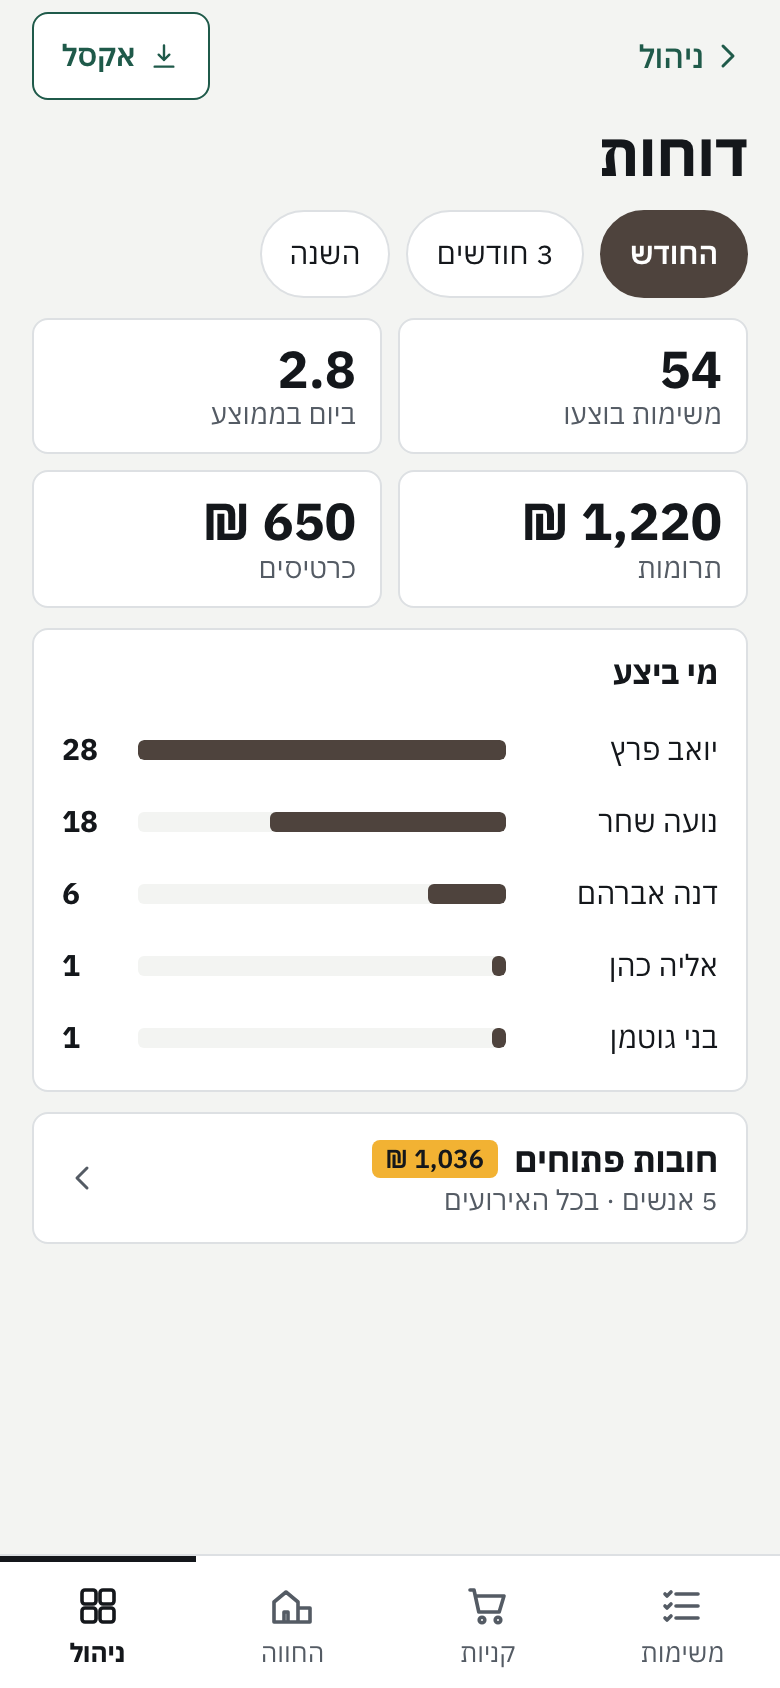 ניהול
אקסל
דוחות
החודש
3 חודשים
השנה
54
משימות בוצעו
2.8
ביום בממוצע
1,220 ₪
תרומות
650 ₪
כרטיסים
מי ביצע
יואב פרץ 28
נועה שחר 18
דנה אברהם 6
אליה כהן 1
בני גוטמן 1
חובות פתוחים 1,036 ₪
5 אנשים · בכל האירועים
משימות
קניות
החווה
ניהול